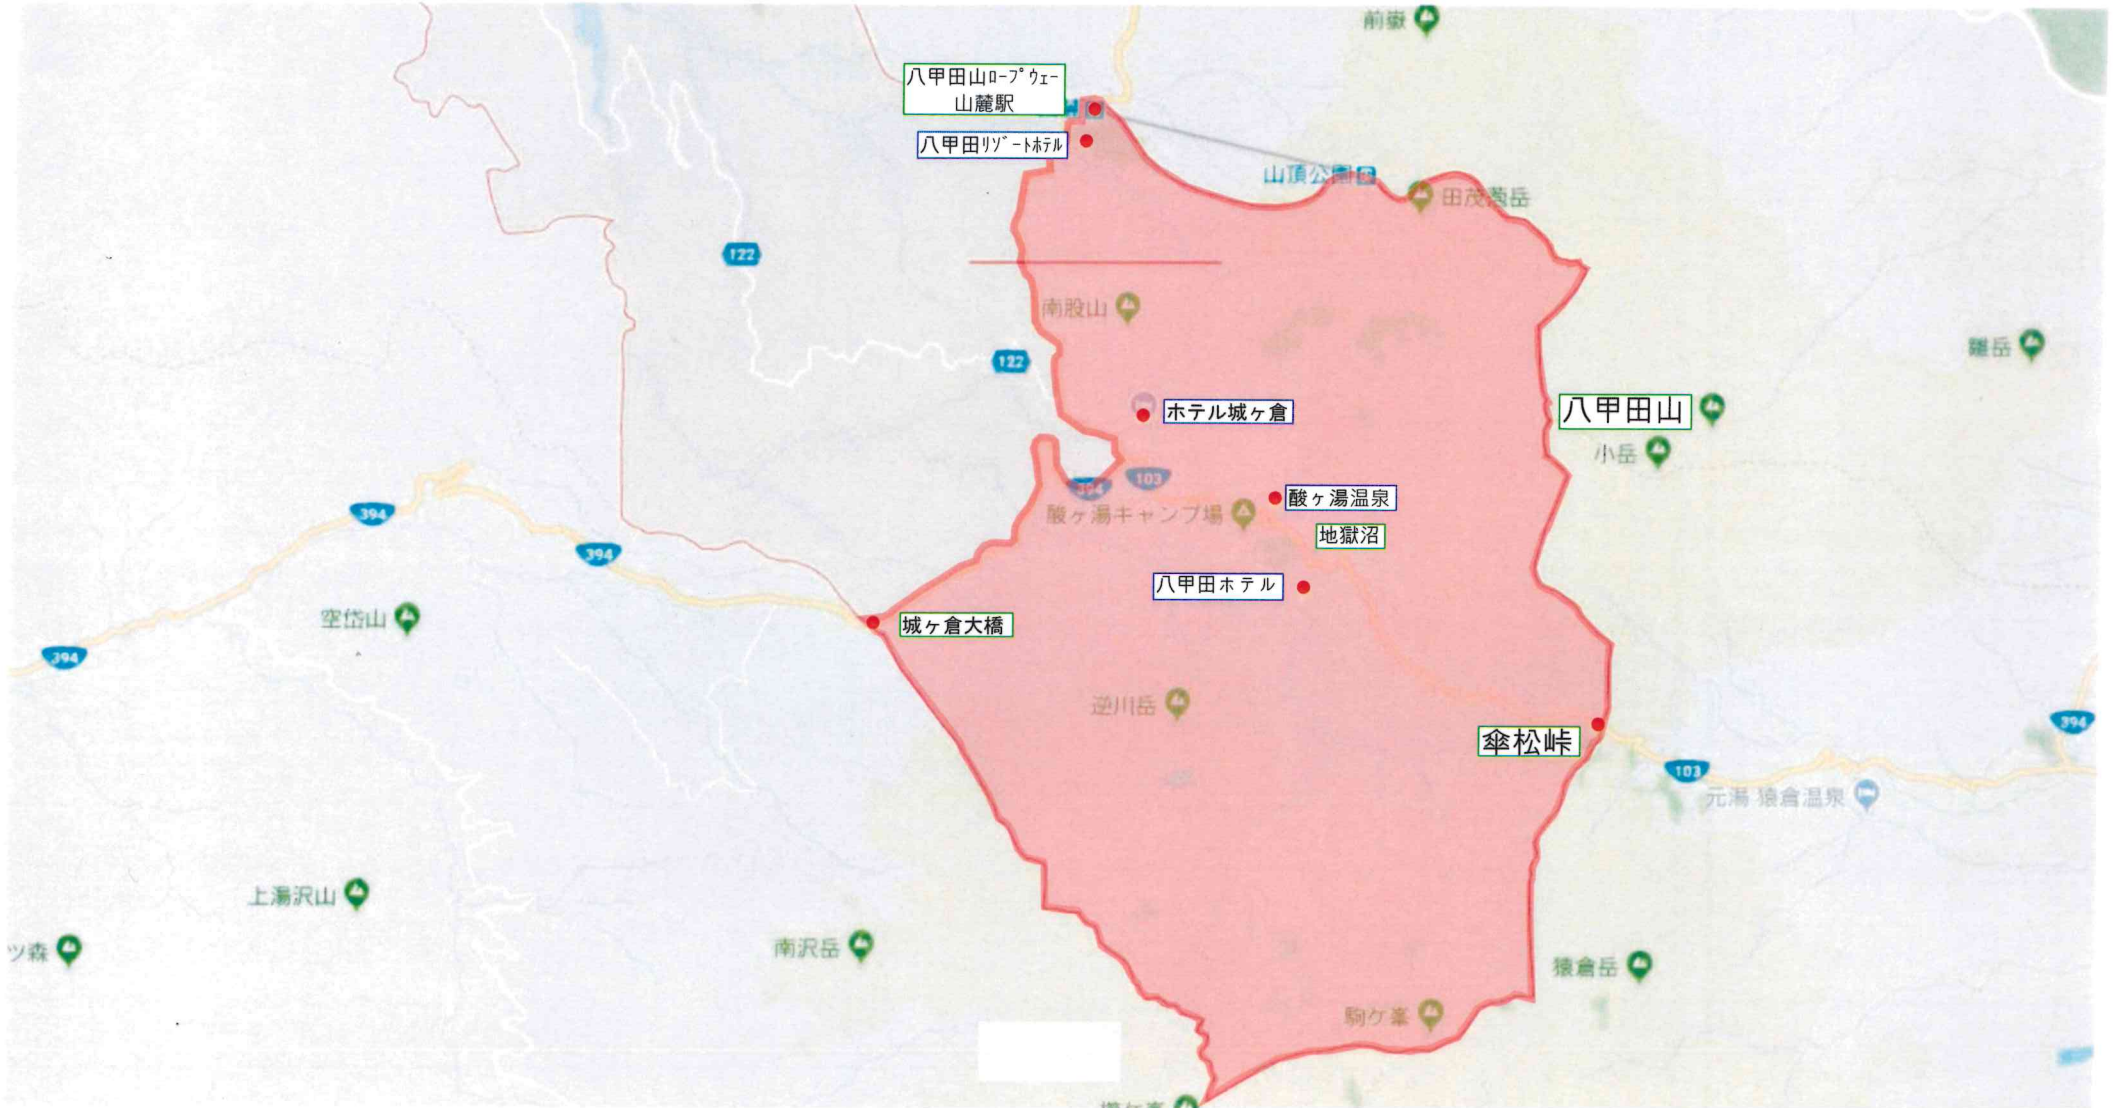 前嶽
八甲田山ﾛｰﾌﾟｳｪｰ
山麓駅
八甲田ﾘｿﾞｰﾄﾎﾃﾙ
山頂公園
田茂萢岳
122
南股山
122
雛岳
ホテル城ヶ倉
八甲田山
小岳
394
103
394
酸ヶ湯温泉
酸ヶ湯キャンプ場
地獄沼
394
八甲田ホテル
空岱山
城ヶ倉大橋
394
逆川岳
傘松峠
394
103
元湯 猿倉温泉
上湯沢山
ツ森
南沢岳
猿倉岳
駒ケ峯